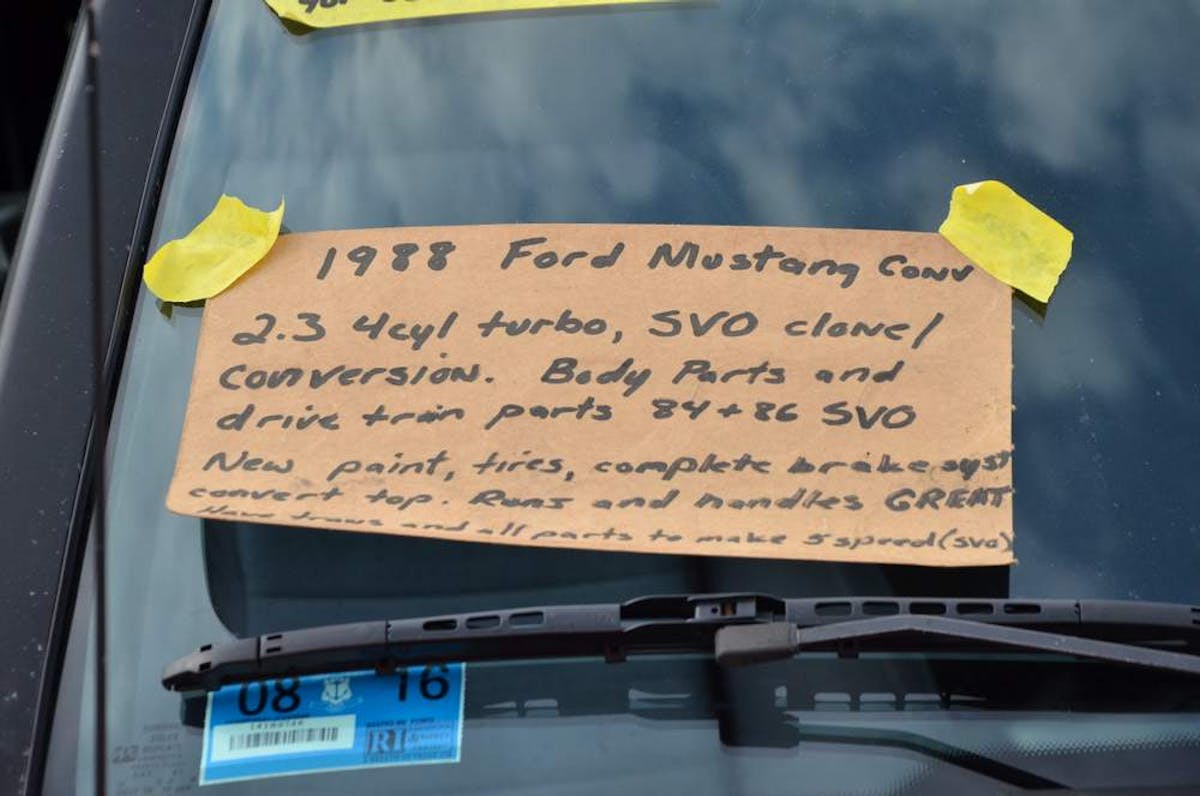 1988 Ford Mustang Conv
2.3 4cyl turbo, SVO clone/
conversion. Body Parts and
drive train parts 84+86 SVO
New paint, tires, complete brake syst
convert top. Runs and handles GREAT
Have trans and all parts to make 5 speed (svo)
08 16
RI